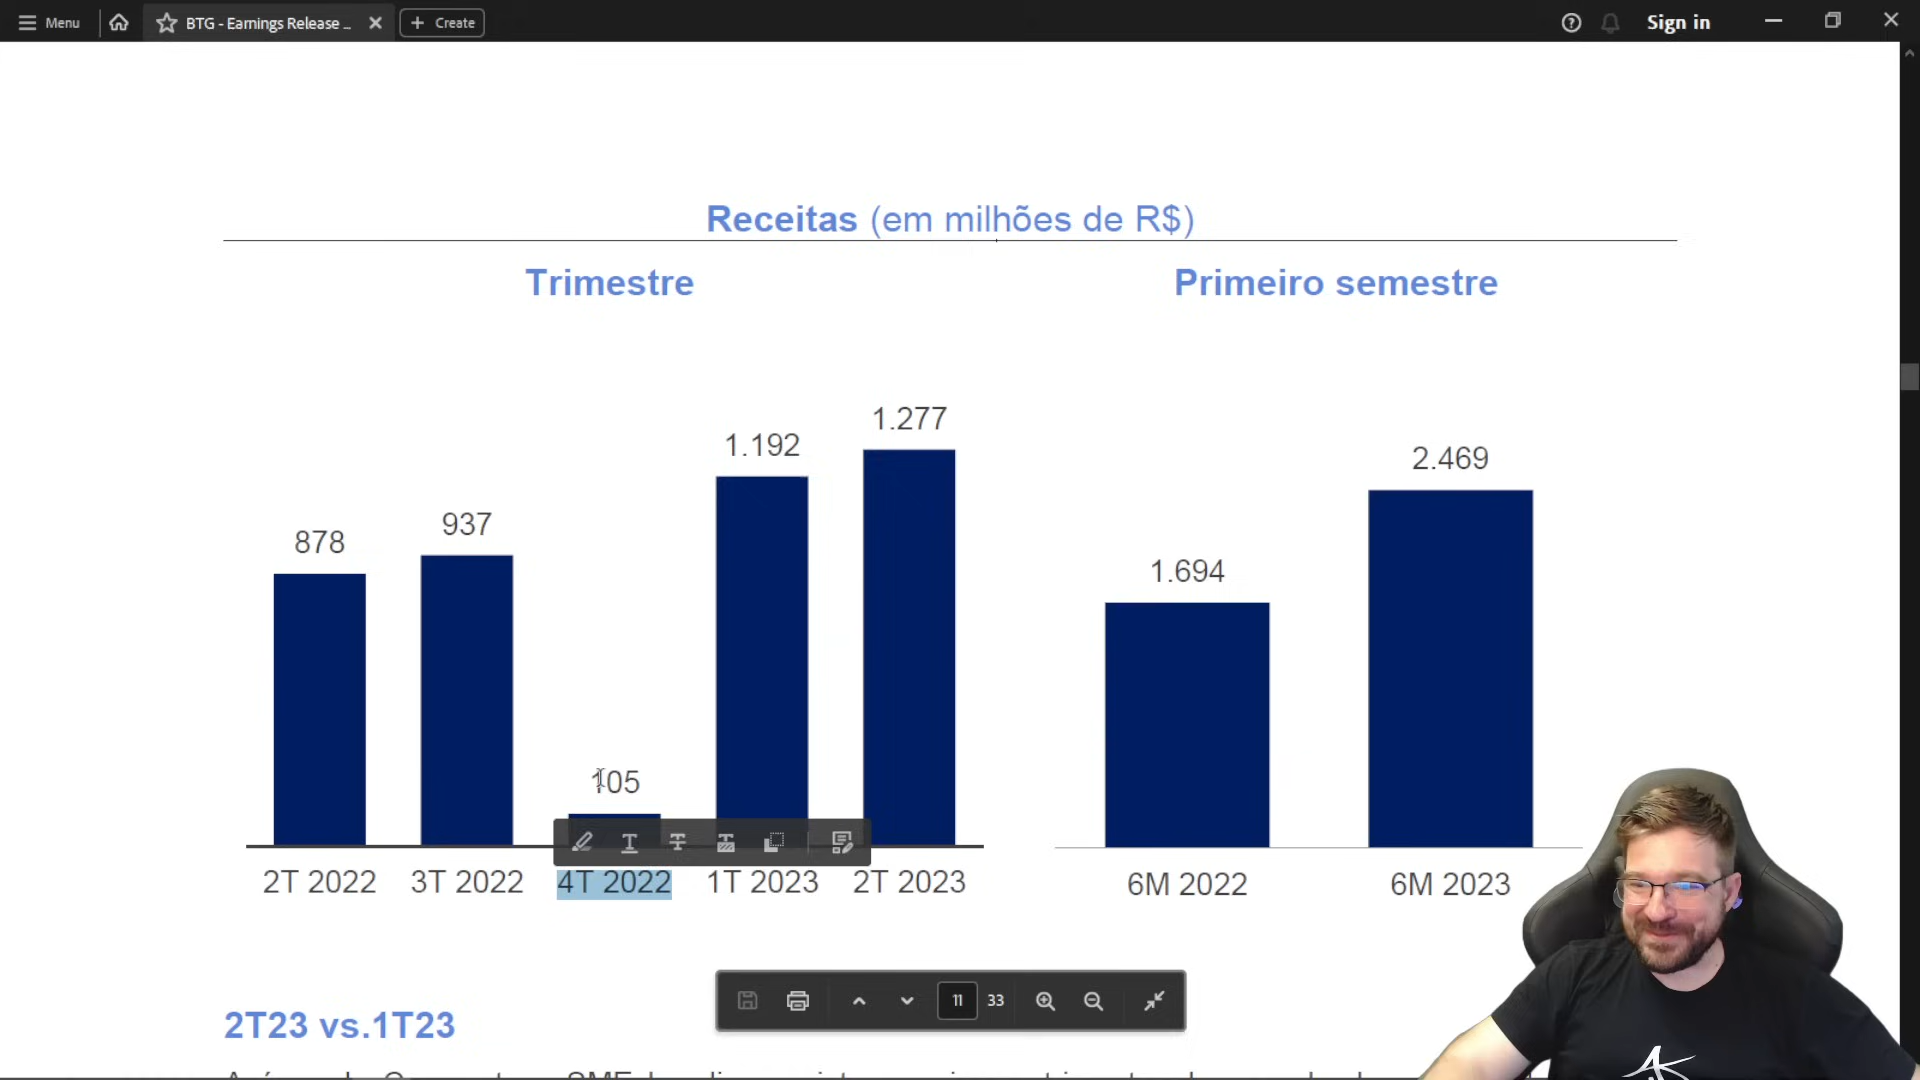 Menu
BTG - Earnings Release ...
Create
Sign in
Receitas (em milhões de R$)
Trimestre
Primeiro semestre
878
937
105
1.192
1.277
1.694
2.469
2T 2022
3T 2022
4T 2022
1T 2023
2T 2023
6M 2022
6M 2023
11
33
2T23 vs.1T23